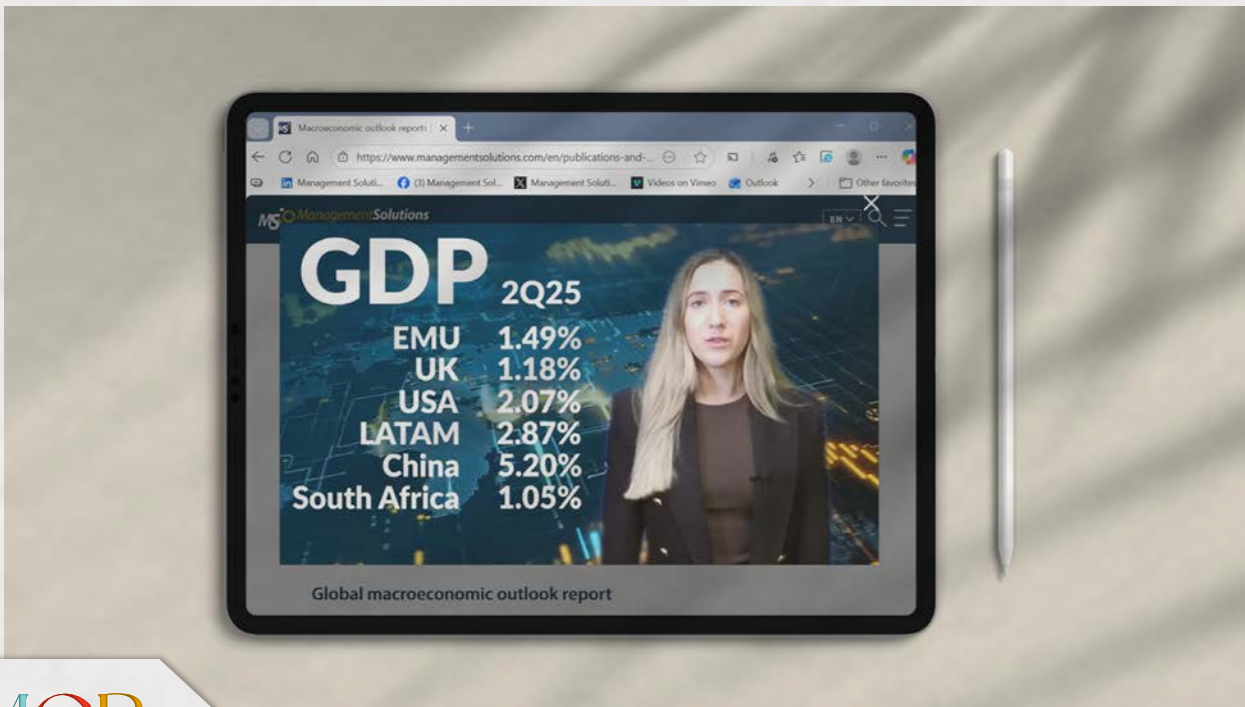 Macroeconomic outlook reports
https://www.managementsolutions.com/en/publications-and-...
Management Soluti... (3) Management Sol... Management Soluti... Videos on Vimeo Outlook Other favorites
MS ManagementSolutions EN
GDP 2Q25
EMU 1.49%
UK 1.18%
USA 2.07%
LATAM 2.87%
China 5.20%
South Africa 1.05%
Global macroeconomic outlook report